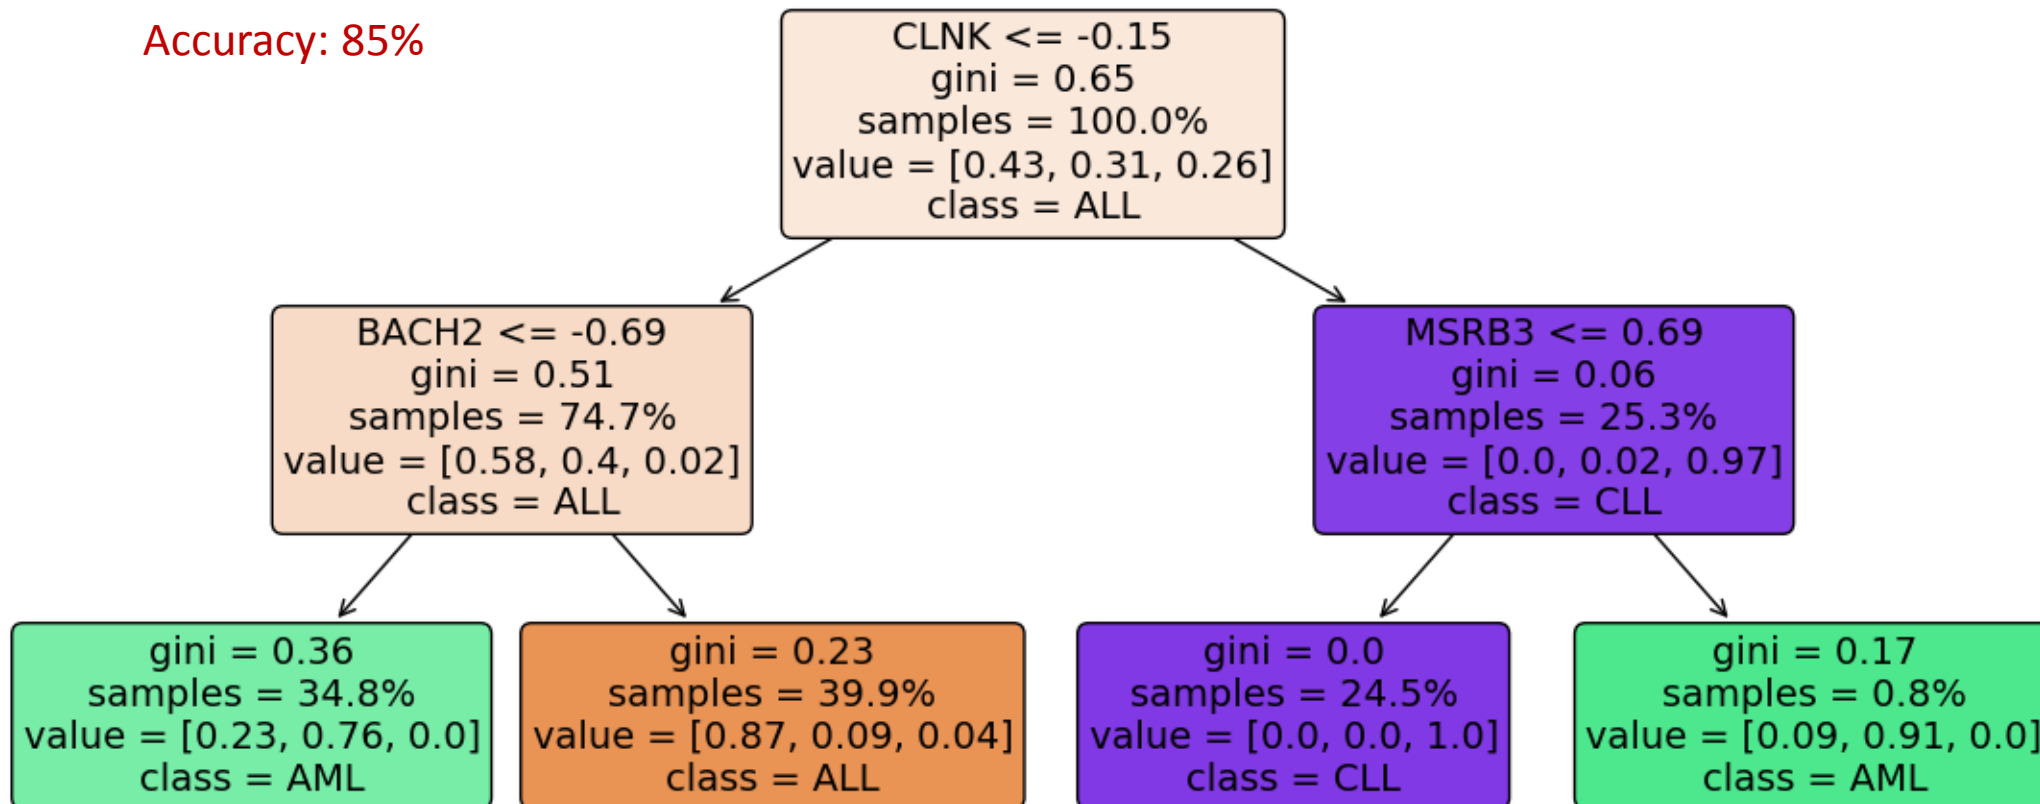 Accuracy: 85%
CLNK <= -0.15
gini = 0.65
samples = 100.0%
value = [0.43, 0.31, 0.26]
class = ALL
BACH2 <= -0.69
gini = 0.51
samples = 74.7%
value = [0.58, 0.4, 0.02]
class = ALL
MSRB3 <= 0.69
gini = 0.06
samples = 25.3%
value = [0.0, 0.02, 0.97]
class = CLL
gini = 0.36
samples = 34.8%
value = [0.23, 0.76, 0.0]
class = AML
gini = 0.23
samples = 39.9%
value = [0.87, 0.09, 0.04]
class = ALL
gini = 0.0
samples = 24.5%
value = [0.0, 0.0, 1.0]
class = CLL
gini = 0.17
samples = 0.8%
value = [0.09, 0.91, 0.0]
class = AML